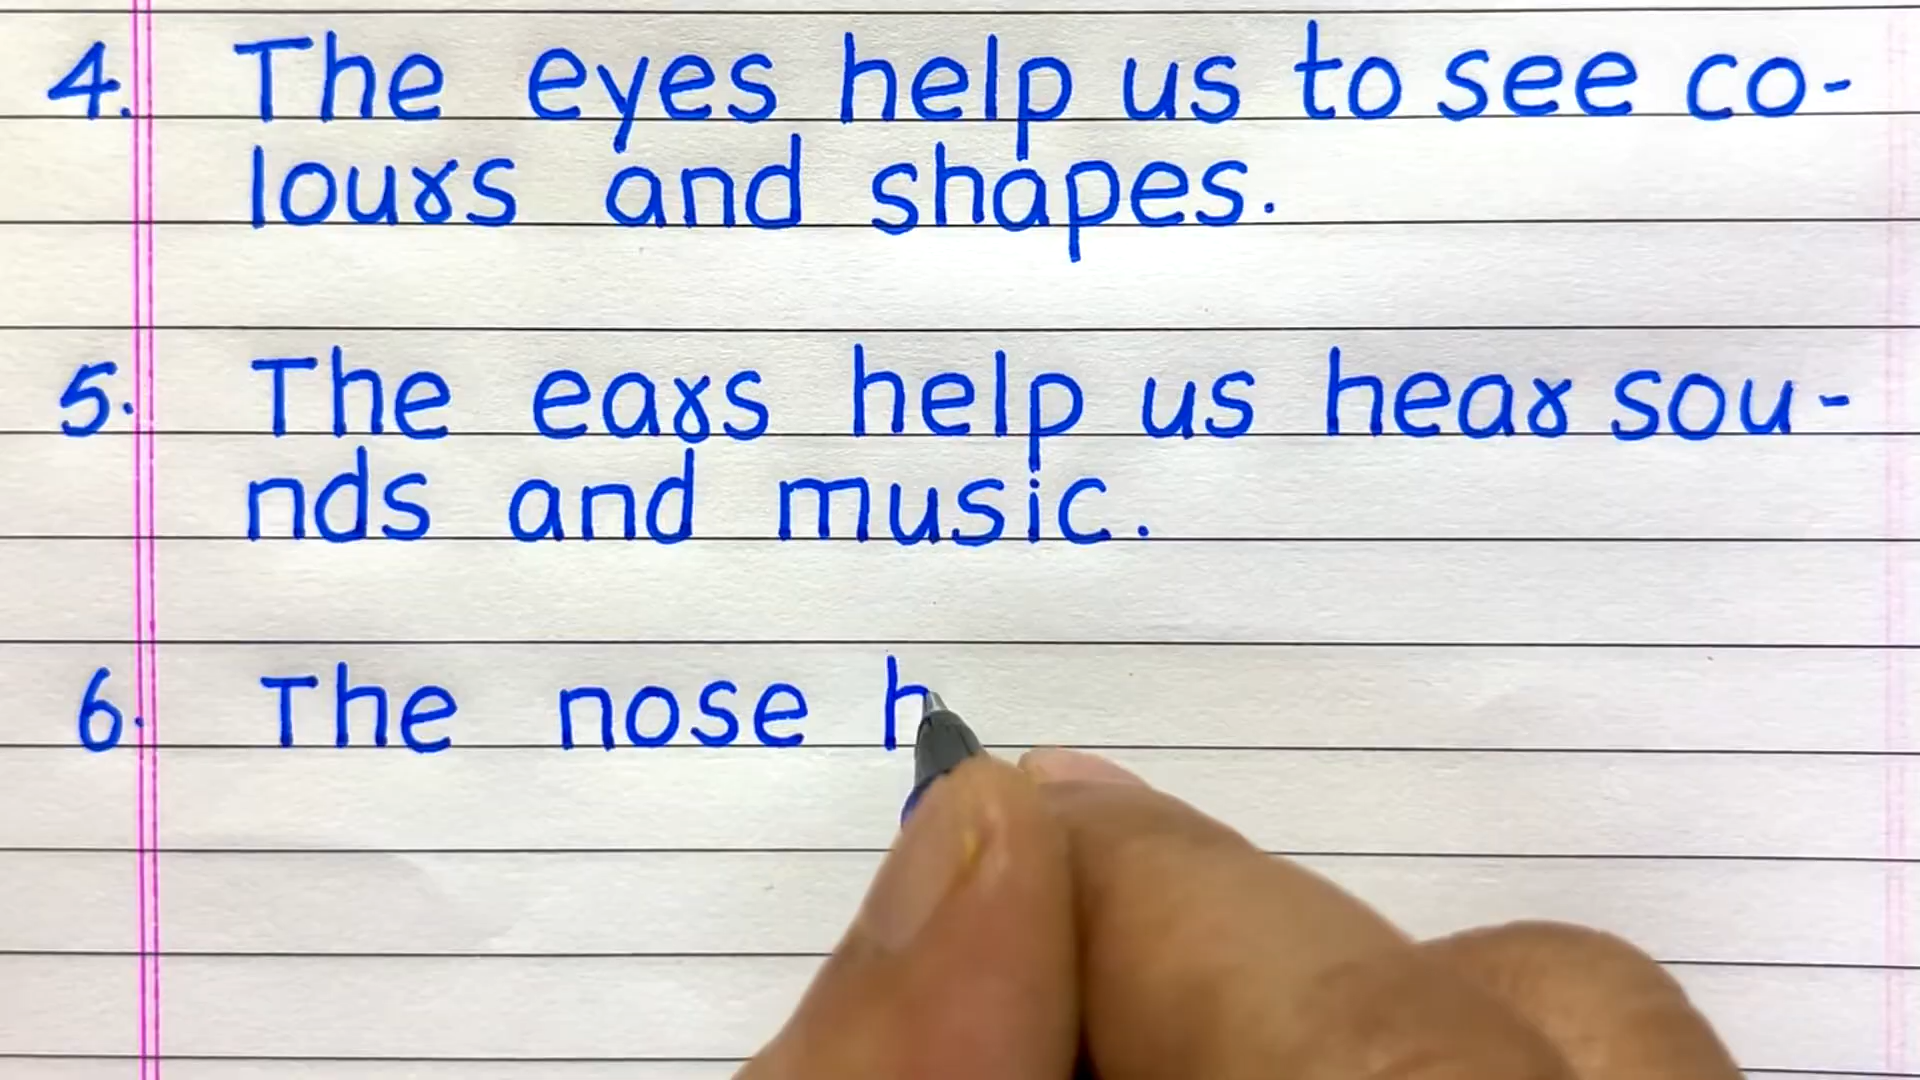 4. The eyes help us to see co-
lours and shapes.
5. The ears help us hear sou-
nds and music.
6. The nose h